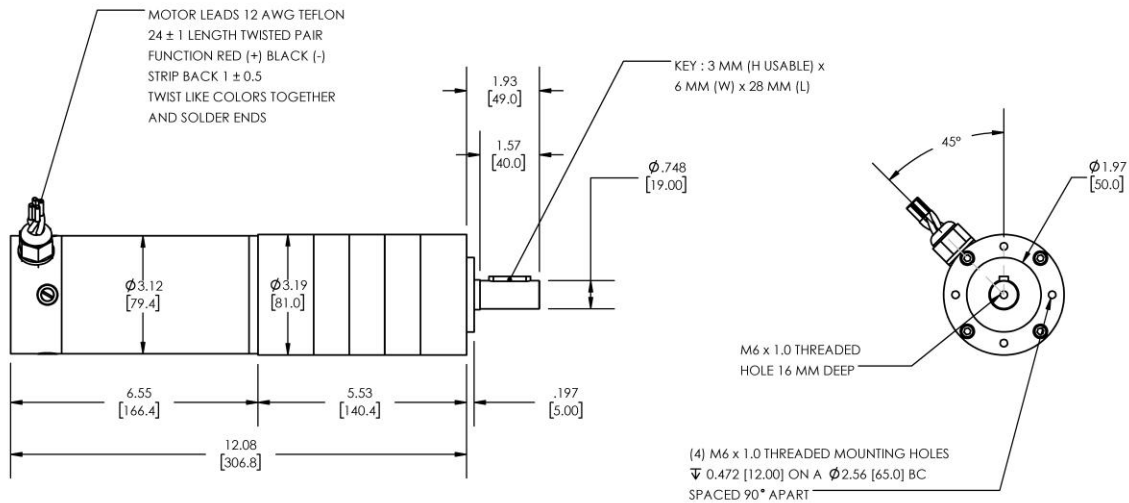 MOTOR LEADS 12 AWG TEFLON
24 ± 1 LENGTH TWISTED PAIR
FUNCTION RED (+) BLACK (-)
STRIP BACK 1 ± 0.5
TWIST LIKE COLORS TOGETHER
AND SOLDER ENDS
1.93
[49.0]
1.57
[40.0]
KEY : 3 MM (H USABLE) x
6 MM (W) x 28 MM (L)
Ø.748
[19.00]
45°
Ø1.97
[50.0]
Ø3.12
[79.4]
Ø3.19
[81.0]
M6 x 1.0 THREADED
HOLE 16 MM DEEP
6.55
[166.4]
5.53
[140.4]
.197
[5.00]
12.08
[306.8]
(4) M6 x 1.0 THREADED MOUNTING HOLES
↧ 0.472 [12.00] ON A Ø2.56 [65.0] BC
SPACED 90° APART